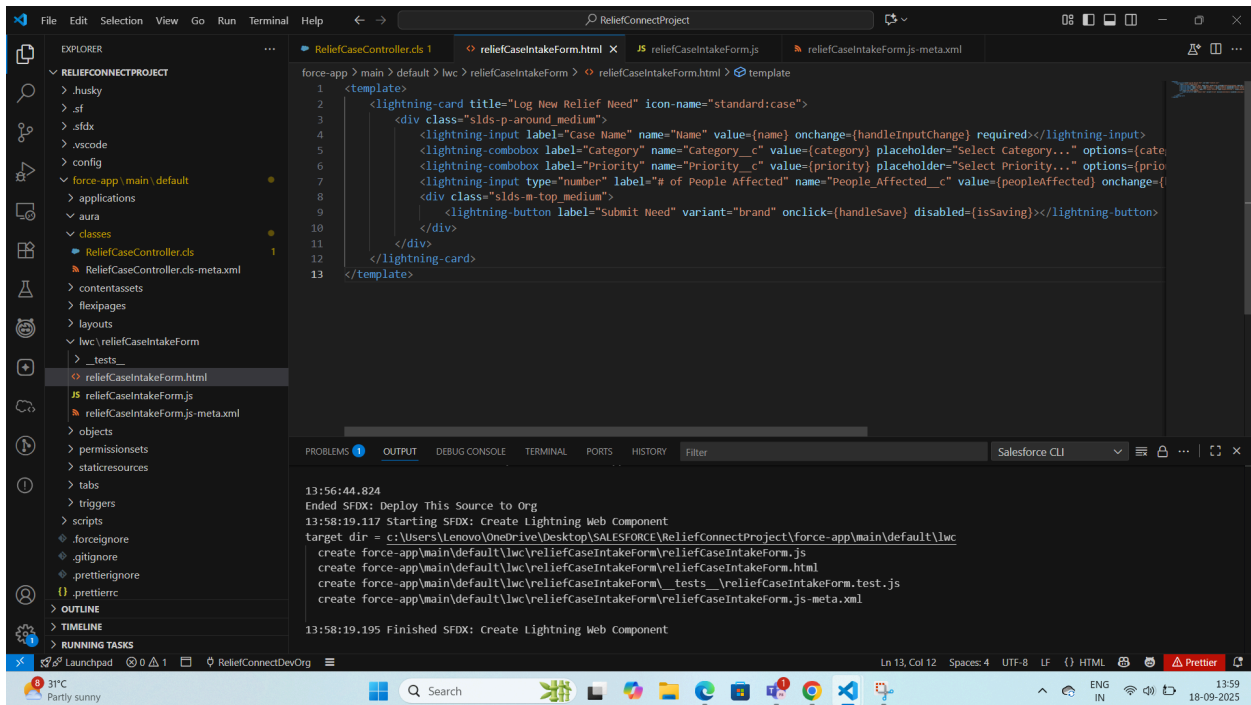 File Edit Selection View Go Run Terminal Help
ReliefConnectProject
EXPLORER
RELIEFCONNECTPROJECT
.husky
.sf
.sfdx
.vscode
config
force-app\main\default
applications
aura
classes
ReliefCaseController.cls 1
ReliefCaseController.cls-meta.xml
contentassets
flexipages
layouts
lwc\reliefCaseIntakeForm
__tests__
reliefCaseIntakeForm.html
JS reliefCaseIntakeForm.js
reliefCaseIntakeForm.js-meta.xml
objects
permissionsets
staticresources
tabs
triggers
scripts
.forceignore
.gitignore
.prettierignore
{} .prettierrc
OUTLINE
TIMELINE
RUNNING TASKS
1
ReliefCaseController.cls 1 reliefCaseIntakeForm.html JS reliefCaseIntakeForm.js reliefCaseIntakeForm.js-meta.xml
force-app > main > default > lwc > reliefCaseIntakeForm > reliefCaseIntakeForm.html > template
1 <template>
2 <lightning-card title="Log New Relief Need" icon-name="standard:case">
3 <div class="slds-p-around_medium">
4 <lightning-input label="Case Name" name="Name" value={name} onchange={handleInputChange} required></lightning-input>
5 <lightning-combobox label="Category" name="Category__c" value={category} placeholder="Select Category..." options={cate
6 <lightning-combobox label="Priority" name="Priority__c" value={priority} placeholder="Select Priority..." options={prio
7 <lightning-input type="number" label="# of People Affected" name="People_Affected__c" value={peopleAffected} onchange={
8 <div class="slds-m-top_medium">
9 <lightning-button label="Submit Need" variant="brand" onclick={handleSave} disabled={isSaving}></lightning-button>
10 </div>
11 </div>
12 </lightning-card>
13 </template>
PROBLEMS 1 OUTPUT DEBUG CONSOLE TERMINAL PORTS HISTORY Filter Salesforce CLI
13:56:44.824
Ended SFDX: Deploy This Source to Org
13:58:19.117 Starting SFDX: Create Lightning Web Component
target dir = c:\Users\Lenovo\OneDrive\Desktop\SALESFORCE\ReliefConnectProject\force-app\main\default\lwc
create force-app\main\default\lwc\reliefCaseIntakeForm\reliefCaseIntakeForm.js
create force-app\main\default\lwc\reliefCaseIntakeForm\reliefCaseIntakeForm.html
create force-app\main\default\lwc\reliefCaseIntakeForm\__tests__\reliefCaseIntakeForm.test.js
create force-app\main\default\lwc\reliefCaseIntakeForm\reliefCaseIntakeForm.js-meta.xml
13:58:19.195 Finished SFDX: Create Lightning Web Component
Launchpad 0 1 ReliefConnectDevOrg Ln 13, Col 12 Spaces: 4 UTF-8 LF {} HTML Prettier
8 31°C
Partly sunny
Search
ENG
IN
13:59
18-09-2025